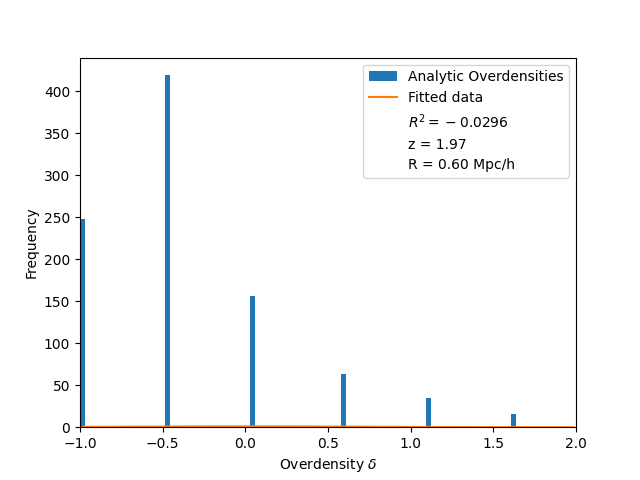 Analytic Overdensities
Fitted data
R² = − 0.0296
z = 1.97
R = 0.60 Mpc/h
400
350
300
250
200
150
100
50
0
Frequency
−1.0 −0.5 0.0 0.5 1.0 1.5 2.0
Overdensity δ